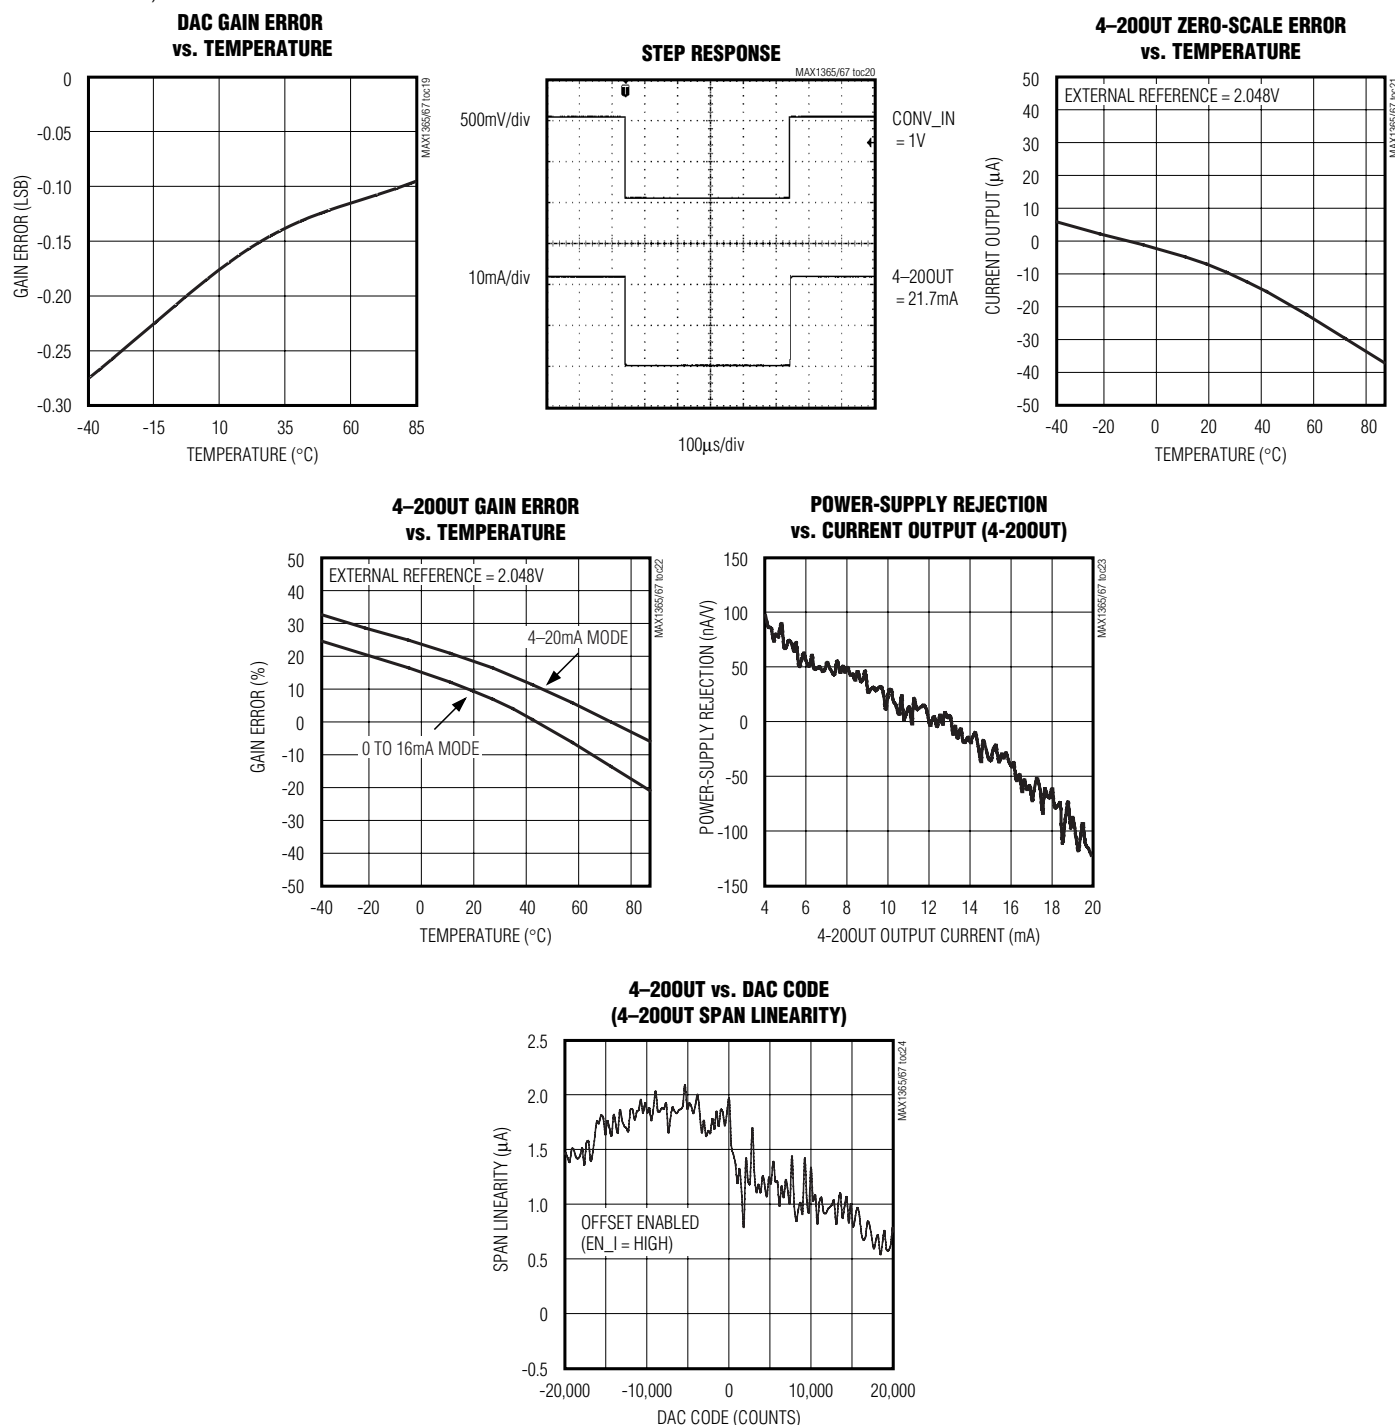 DAC GAIN ERROR
vs. TEMPERATURE
MAX1365/67 toc19
GAIN ERROR (LSB)
0
-0.05
-0.10
-0.15
-0.20
-0.25
-0.30
-40
-15
10
35
60
85
TEMPERATURE (°C)
STEP RESPONSE
MAX1365/67 toc20
500mV/div
CONV_IN
= 1V
10mA/div
4–20OUT
= 21.7mA
100µs/div
4–20OUT ZERO-SCALE ERROR
vs. TEMPERATURE
MAX1365/67 toc21
EXTERNAL REFERENCE = 2.048V
CURRENT OUTPUT (µA)
50
40
30
20
10
0
-10
-20
-30
-40
-50
-40
-20
0
20
40
60
80
TEMPERATURE (°C)
4–20OUT GAIN ERROR
vs. TEMPERATURE
MAX1365/67 toc22
EXTERNAL REFERENCE = 2.048V
4–20mA MODE
0 TO 16mA MODE
GAIN ERROR (%)
50
40
30
20
10
0
-10
-20
-30
-40
-50
-40
-20
0
20
40
60
80
TEMPERATURE (°C)
POWER-SUPPLY REJECTION
vs. CURRENT OUTPUT (4-20OUT)
MAX1365/67 toc23
POWER-SUPPLY REJECTION (nA/V)
150
100
50
0
-50
-100
-150
4
6
8
10
12
14
16
18
20
4-20OUT OUTPUT CURRENT (mA)
4–20OUT vs. DAC CODE
(4–20OUT SPAN LINEARITY)
MAX1365/67 toc24
SPAN LINEARITY (µA)
2.5
2.0
1.5
1.0
0.5
0
-0.5
OFFSET ENABLED
(EN_I = HIGH)
-20,000
-10,000
0
10,000
20,000
DAC CODE (COUNTS)